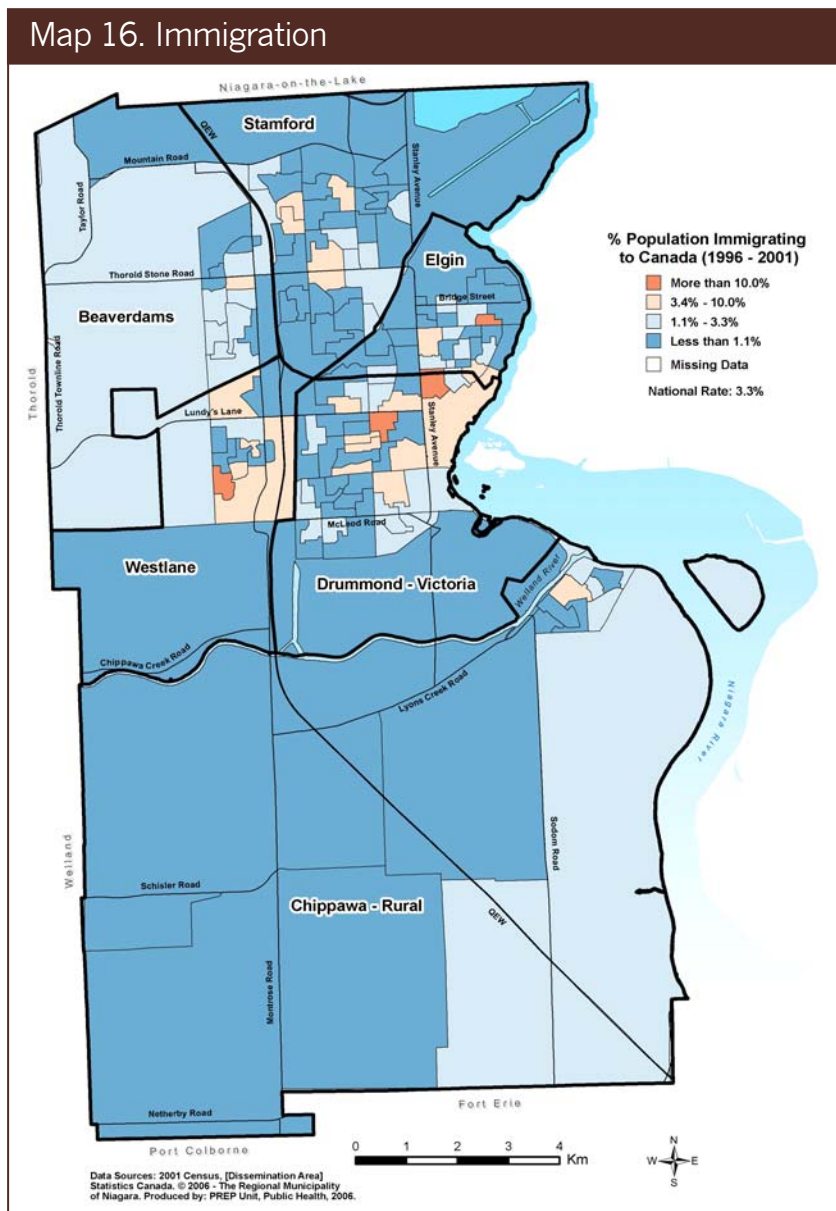 Map 16. Immigration
Niagara-on-the-Lake
Stamford
QEW
Mountain Road
Stanley Avenue
Taylor Road
Elgin
% Population Immigrating
to Canada (1996 - 2001)
More than 10.0%
3.4% - 10.0%
1.1% - 3.3%
Less than 1.1%
Missing Data
National Rate: 3.3%
Thorold Stone Road
Bridge Street
Beaverdams
Thorold Townline Road
Thorold
Lundy's Lane
Stanley Avenue
McLeod Road
Westlane
Drummond - Victoria
Welland River
Chippawa Creek Road
Lyons Creek Road
Niagara River
Sodom Road
Welland
Schisler Road
Chippawa - Rural
QEW
Montrose Road
Netherby Road
Fort Erie
Port Colborne
0 1 2 3 4
Km
N
W E
S
Data Sources: 2001 Census, [Dissemination Area]
Statistics Canada. © 2006 - The Regional Municipality
of Niagara. Produced by: PREP Unit, Public Health, 2006.